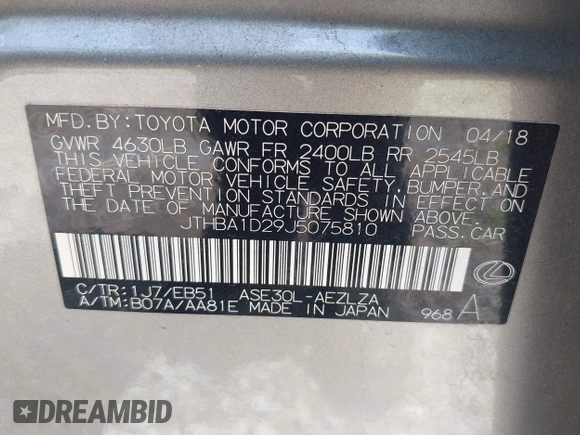 MFD.BY:TOYOTA MOTOR CORPORATION 04/18
GVWR 4630LB GAWR FR 2400LB RR 2545LB
THIS VEHICLE CONFORMS TO ALL APPLICABLE
FEDERAL MOTOR VEHICLE SAFETY,BUMPER,AND
THEFT PREVENTION STANDARDS IN EFFECT ON
THE DATE OF MANUFACTURE SHOWN ABOVE.
JTHBA1D29J5075810 PASS.CAR
C/TR:1J7/EB51 ASE30L-AEZLZA
A/TM:B07A/AA81E MADE IN JAPAN 968 A
DREAMBID